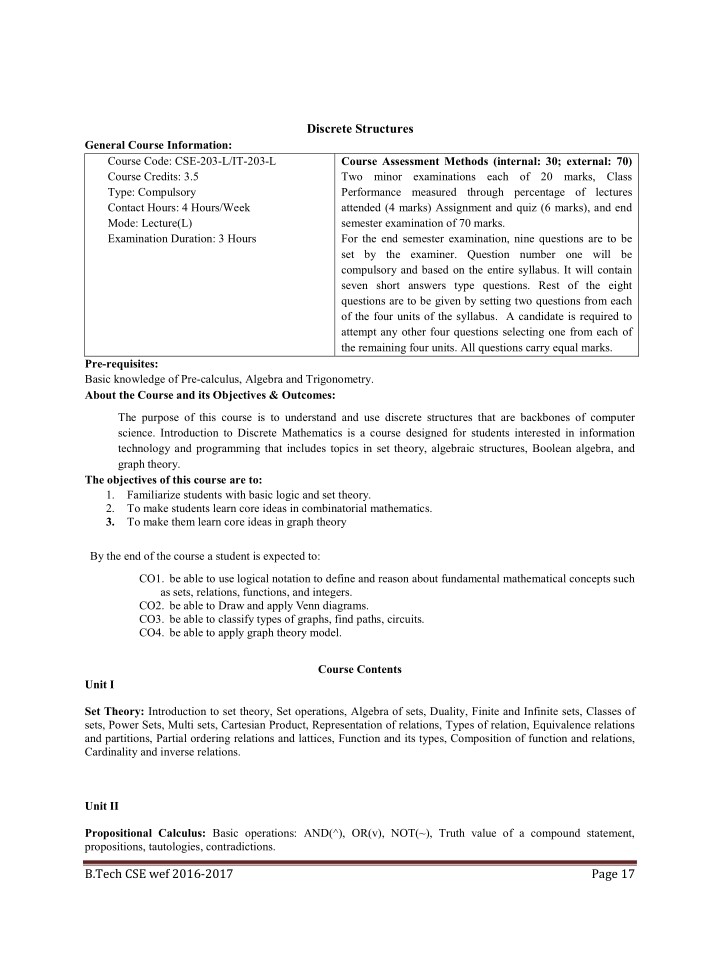 Discrete Structures
General Course Information:
Course Code: CSE-203-L/IT-203-L
Course Credits: 3.5
Type: Compulsory
Contact Hours: 4 Hours/Week
Mode: Lecture(L)
Examination Duration: 3 Hours
Course Assessment Methods (internal: 30; external: 70)
Two minor examinations each of 20 marks, Class
Performance measured through percentage of lectures
attended (4 marks) Assignment and quiz (6 marks), and end
semester examination of 70 marks.
For the end semester examination, nine questions are to be
set by the examiner. Question number one will be
compulsory and based on the entire syllabus. It will contain
seven short answers type questions. Rest of the eight
questions are to be given by setting two questions from each
of the four units of the syllabus. A candidate is required to
attempt any other four questions selecting one from each of
the remaining four units. All questions carry equal marks.
Pre-requisites:
Basic knowledge of Pre-calculus, Algebra and Trigonometry.
About the Course and its Objectives & Outcomes:
The purpose of this course is to understand and use discrete structures that are backbones of computer
science. Introduction to Discrete Mathematics is a course designed for students interested in information
technology and programming that includes topics in set theory, algebraic structures, Boolean algebra, and
graph theory.
The objectives of this course are to:
1. Familiarize students with basic logic and set theory.
2. To make students learn core ideas in combinatorial mathematics.
3. To make them learn core ideas in graph theory
By the end of the course a student is expected to:
CO1. be able to use logical notation to define and reason about fundamental mathematical concepts such
as sets, relations, functions, and integers.
CO2. be able to Draw and apply Venn diagrams.
CO3. be able to classify types of graphs, find paths, circuits.
CO4. be able to apply graph theory model.
Course Contents
Unit I
Set Theory: Introduction to set theory, Set operations, Algebra of sets, Duality, Finite and Infinite sets, Classes of
sets, Power Sets, Multi sets, Cartesian Product, Representation of relations, Types of relation, Equivalence relations
and partitions, Partial ordering relations and lattices, Function and its types, Composition of function and relations,
Cardinality and inverse relations.
Unit II
Propositional Calculus: Basic operations: AND(^), OR(v), NOT(~), Truth value of a compound statement,
propositions, tautologies, contradictions.
B.Tech CSE wef 2016-2017 Page 17